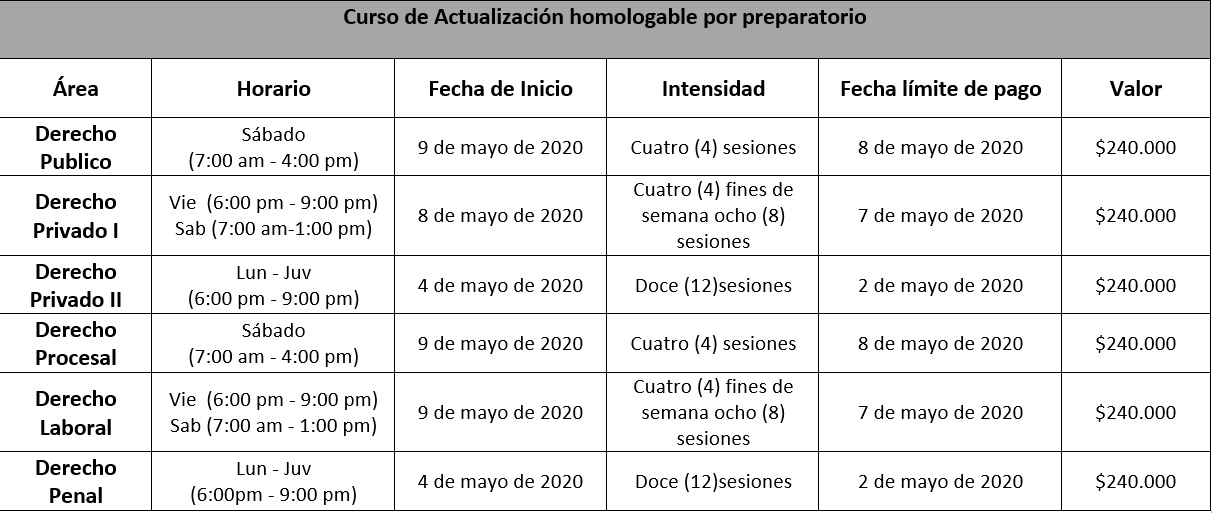 Curso de Actualización homologable por preparatorio
Área Horario Fecha de Inicio Intensidad Fecha límite de pago Valor
Derecho Publico Sábado (7:00 am - 4:00 pm) 9 de mayo de 2020 Cuatro (4) sesiones 8 de mayo de 2020 $240.000
Derecho Privado I Vie  (6:00 pm - 9:00 pm) Sab (7:00 am-1:00 pm) 8 de mayo de 2020 Cuatro (4) fines de semana ocho (8) sesiones 7 de mayo de 2020 $240.000
Derecho Privado II Lun - Juv (6:00 pm - 9:00 pm) 4 de mayo de 2020 Doce (12)sesiones 2 de mayo de 2020 $240.000
Derecho Procesal Sábado (7:00 am - 4:00 pm) 9 de mayo de 2020 Cuatro (4) sesiones 8 de mayo de 2020 $240.000
Derecho Laboral Vie  (6:00 pm - 9:00 pm) Sab (7:00 am - 1:00 pm) 9 de mayo de 2020 Cuatro (4) fines de semana ocho (8) sesiones 7 de mayo de 2020 $240.000
Derecho Penal Lun - Juv (6:00pm - 9:00 pm) 4 de mayo de 2020 Doce (12)sesiones 2 de mayo de 2020 $240.000